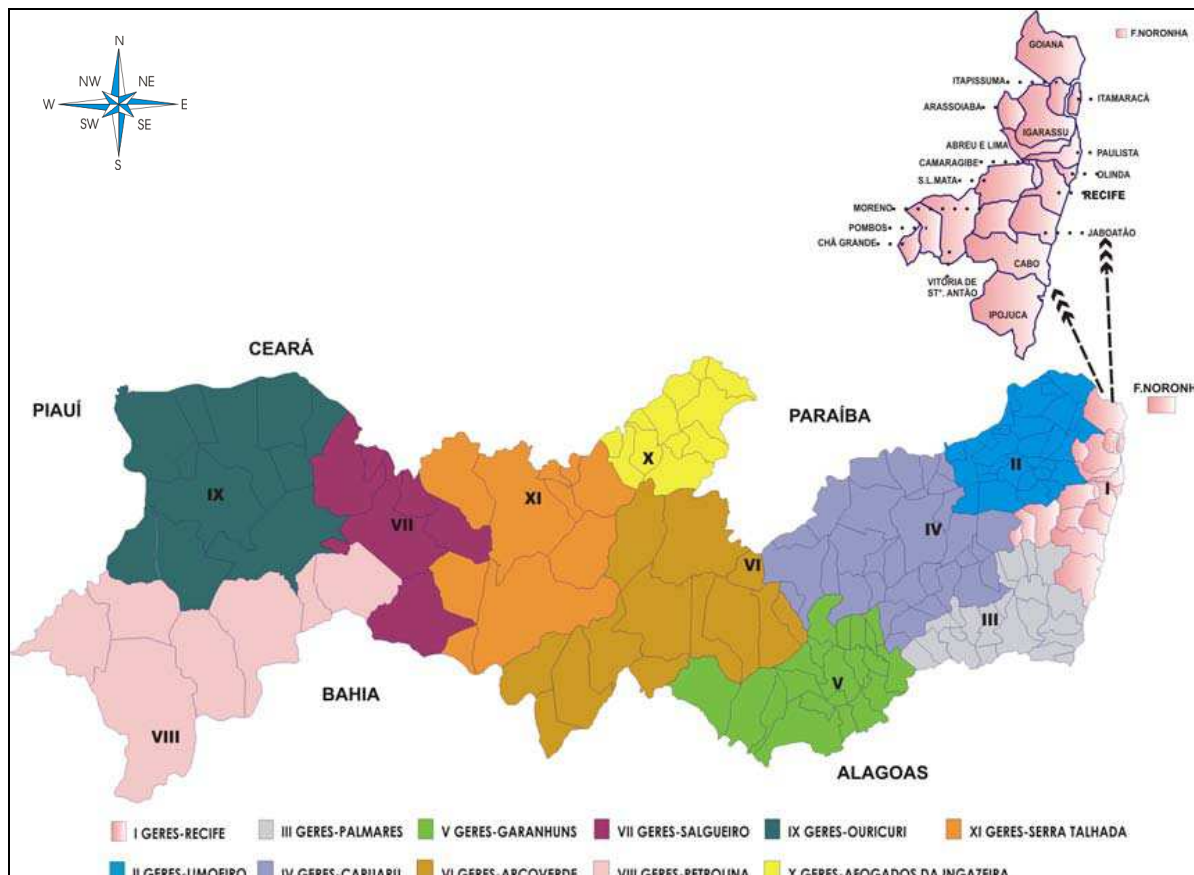 N
NW NE
W E
SW SE
S
GOIANA
F.NORONHA
ITAPISSUMA
ITAMARACÁ
ARASSOIABA
IGARASSU
ABREU E LIMA
PAULISTA
CAMARAGIBE
OLINDA
S.L.MATA
RECIFE
MORENO
POMBOS
JABOATÃO
CHÃ GRANDE
CABO
VITÓRIA DE
STº. ANTÃO
IPOJUCA
CEARÁ
PIAUÍ
PARAÍBA
F.NORONH
X
II
IX
XI
I
VII
IV
VI
III
V
BAHIA
VIII
ALAGOAS
I GERES-RECIFE III GERES-PALMARES V GERES-GARANHUNS VII GERES-SALGUEIRO IX GERES-OURICURI XI GERES-SERRA TALHADA
II GERES-LIMOEIRO IV GERES-CARUARU VI GERES-ARCOVERDE VIII GERES-PETROLINA X GERES-AFOGADOS DA INGAZEIRA